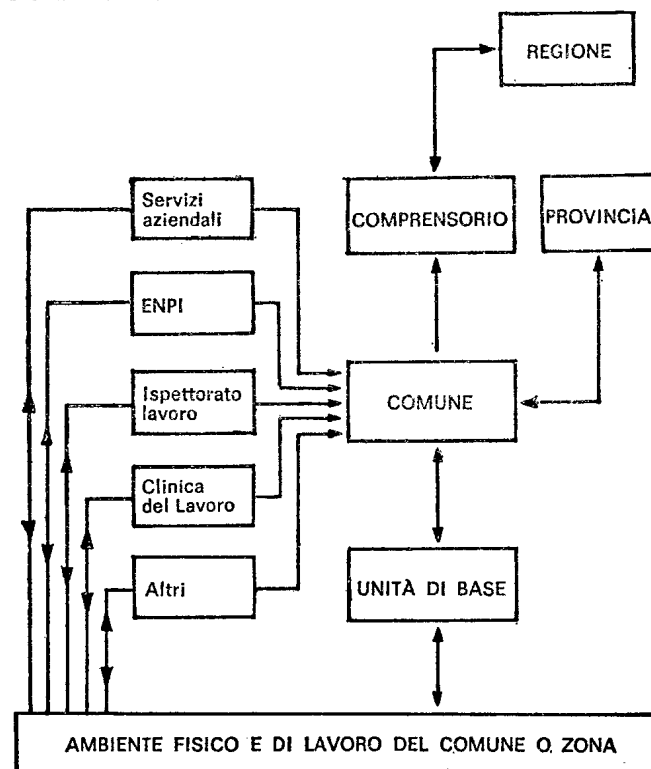 REGIONE
Servizi
aziendali
COMPRENSORIO
PROVINCIA
ENPI
Ispettorato
lavoro
COMUNE
Clinica
del Lavoro
Altri
UNITÀ DI BASE
AMBIENTE FISICO E DI LAVORO DEL COMUNE O ZONA